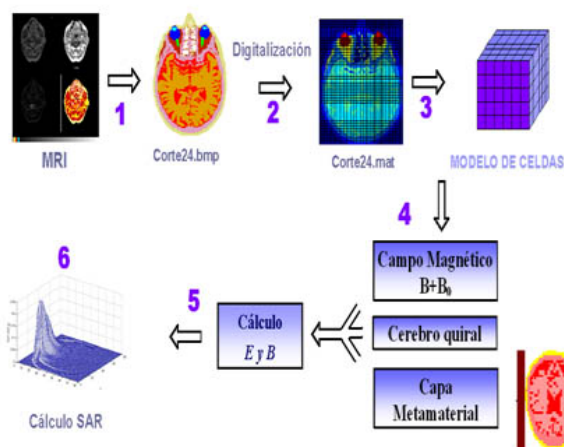 MRI
1
Corte24.bmp
Digitalización
2
Corte24.mat
3
MODELO DE CELDAS
4
Campo Magnético
B+B₀
Cerebro quiral
Capa
Metamaterial
5
Cálculo
E y B
6
Cálculo SAR